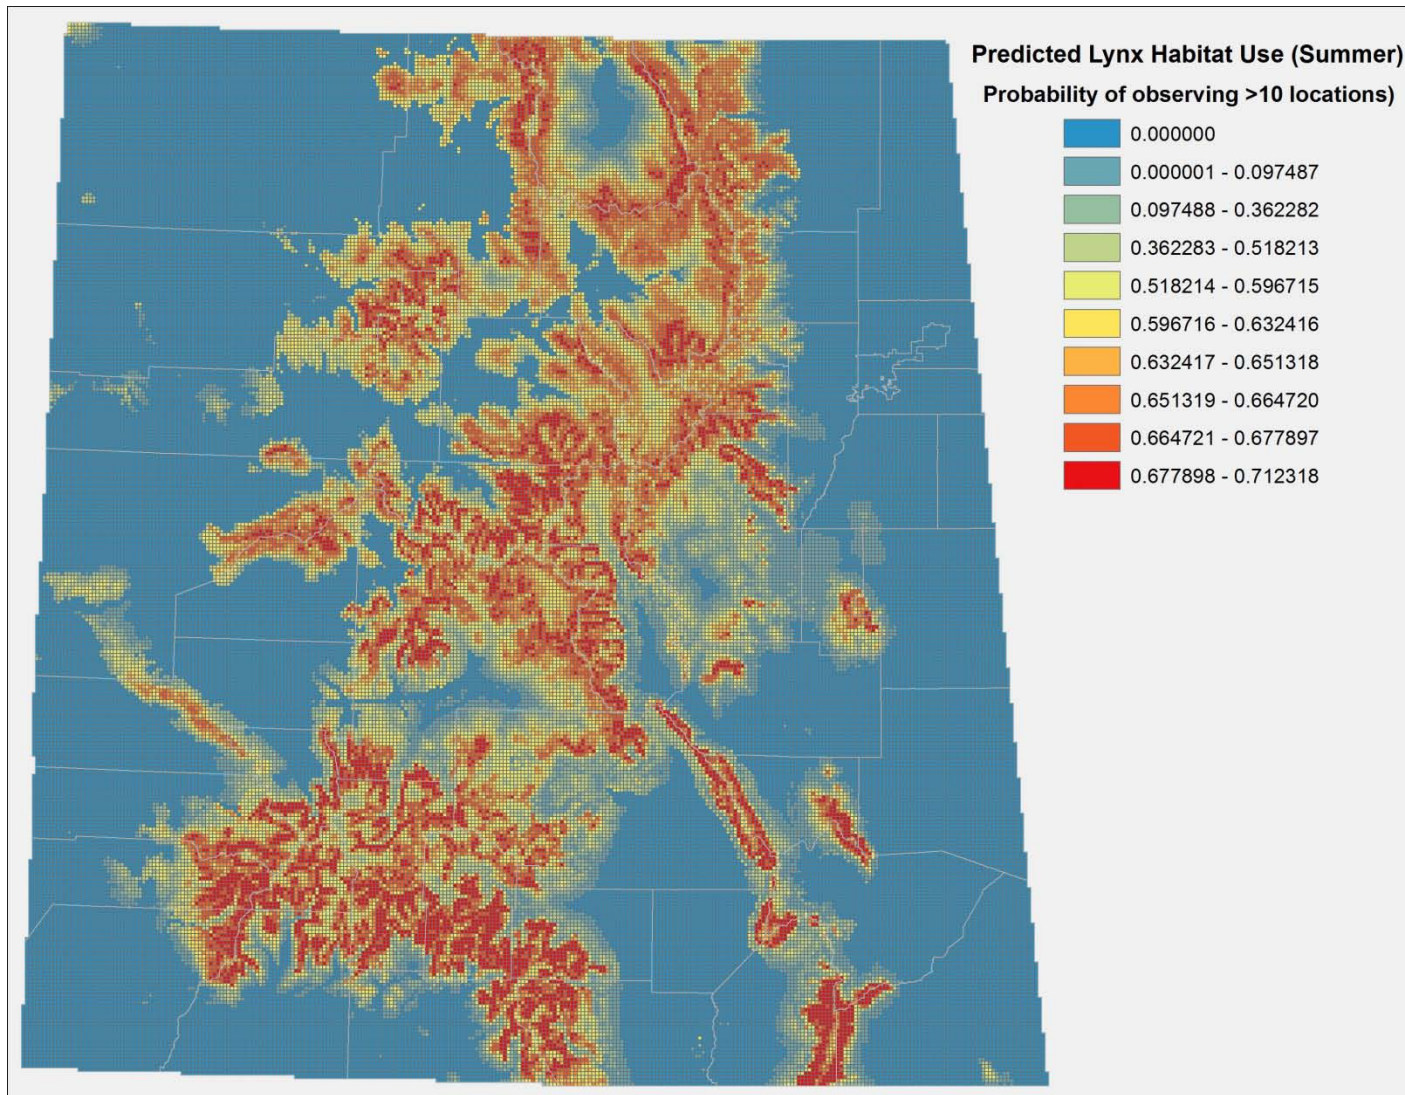 Predicted Lynx Habitat Use (Summer)
Probability of observing >10 locations)
0.000000
0.000001 - 0.097487
0.097488 - 0.362282
0.362283 - 0.518213
0.518214 - 0.596715
0.596716 - 0.632416
0.632417 - 0.651318
0.651319 - 0.664720
0.664721 - 0.677897
0.677898 - 0.712318